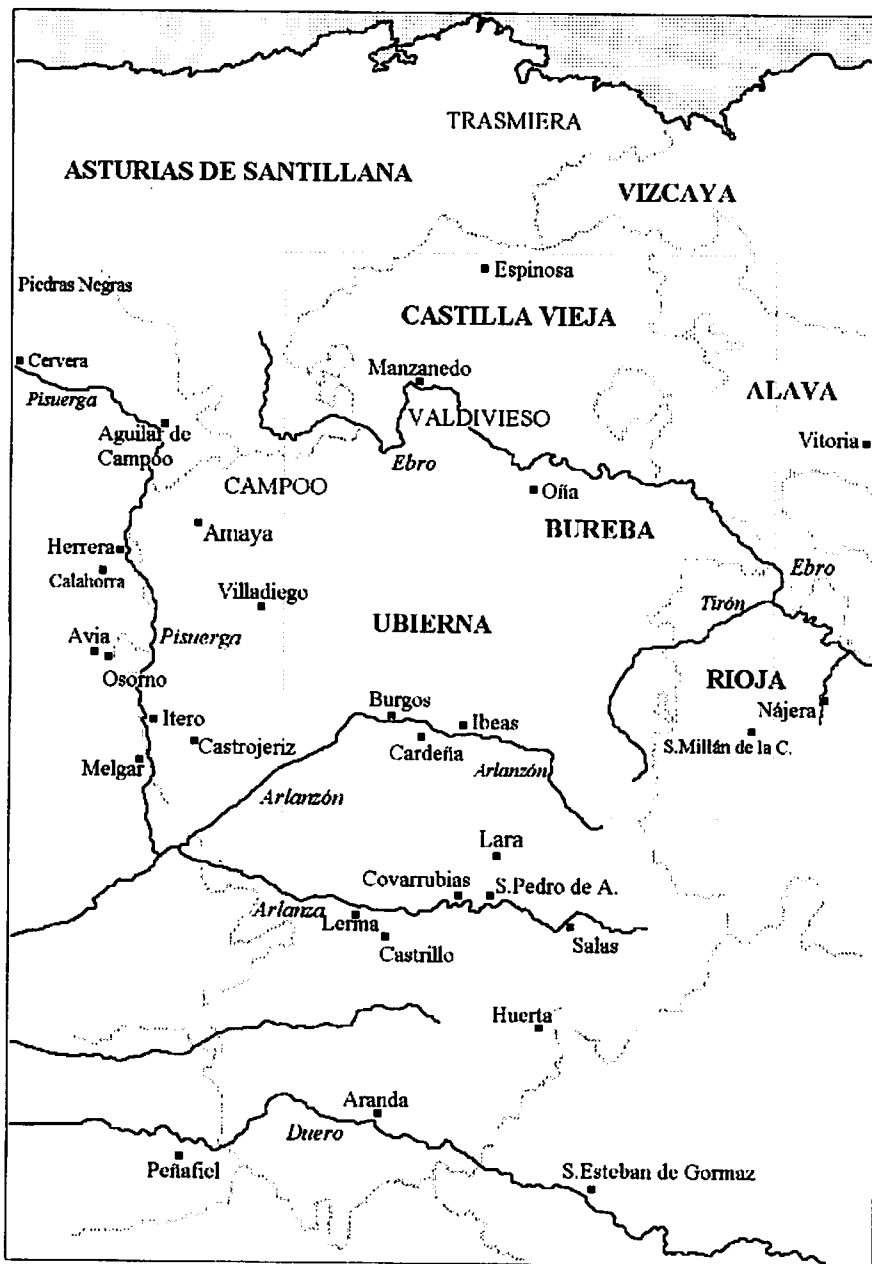 TRASMIERA
ASTURIAS DE SANTILLANA
VIZCAYA
Espinosa
Piedras Negras
CASTILLA VIEJA
Cervera
Manzanedo
Pisuerga
ALAVA
VALDIVIESO
Aguilar de
Campoo
Vitoria
Ebro
CAMPOO
Oña
Amaya
BUREBA
Herrera
Calahorra
Ebro
Villadiego
Tirón
UBIERNA
Avia
Pisuerga
Osorno
RIOJA
Burgos
Nájera
Itero
Ibeas
Castrojeriz
Cardeña
S.Millán de la C.
Melgar
Arlanzón
Arlanzón
Lara
Covarrubias
S.Pedro de A.
Arlanza
Lerma
Salas
Castrillo
Huerta
Aranda
Duero
Peñafiel
S.Esteban de Gormaz